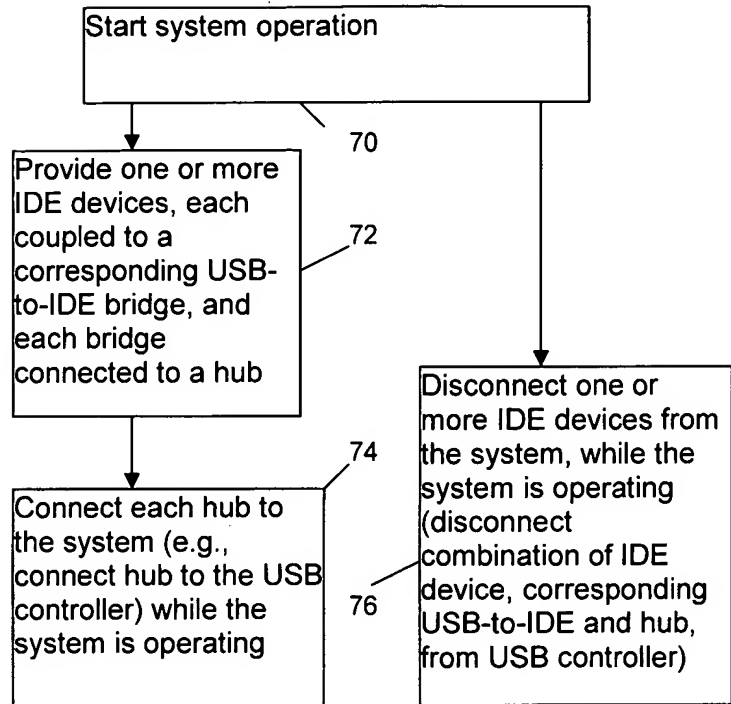 Start system operation
70
Provide one or more
IDE devices, each
coupled to a
corresponding USB-
to-IDE bridge, and
each bridge
connected to a hub
72
74
Connect each hub to
the system (e.g.,
connect hub to the USB
controller) while the
system is operating
Disconnect one or
more IDE devices from
the system, while the
system is operating
(disconnect
combination of IDE
device, corresponding
USB-to-IDE and hub,
from USB controller)
76